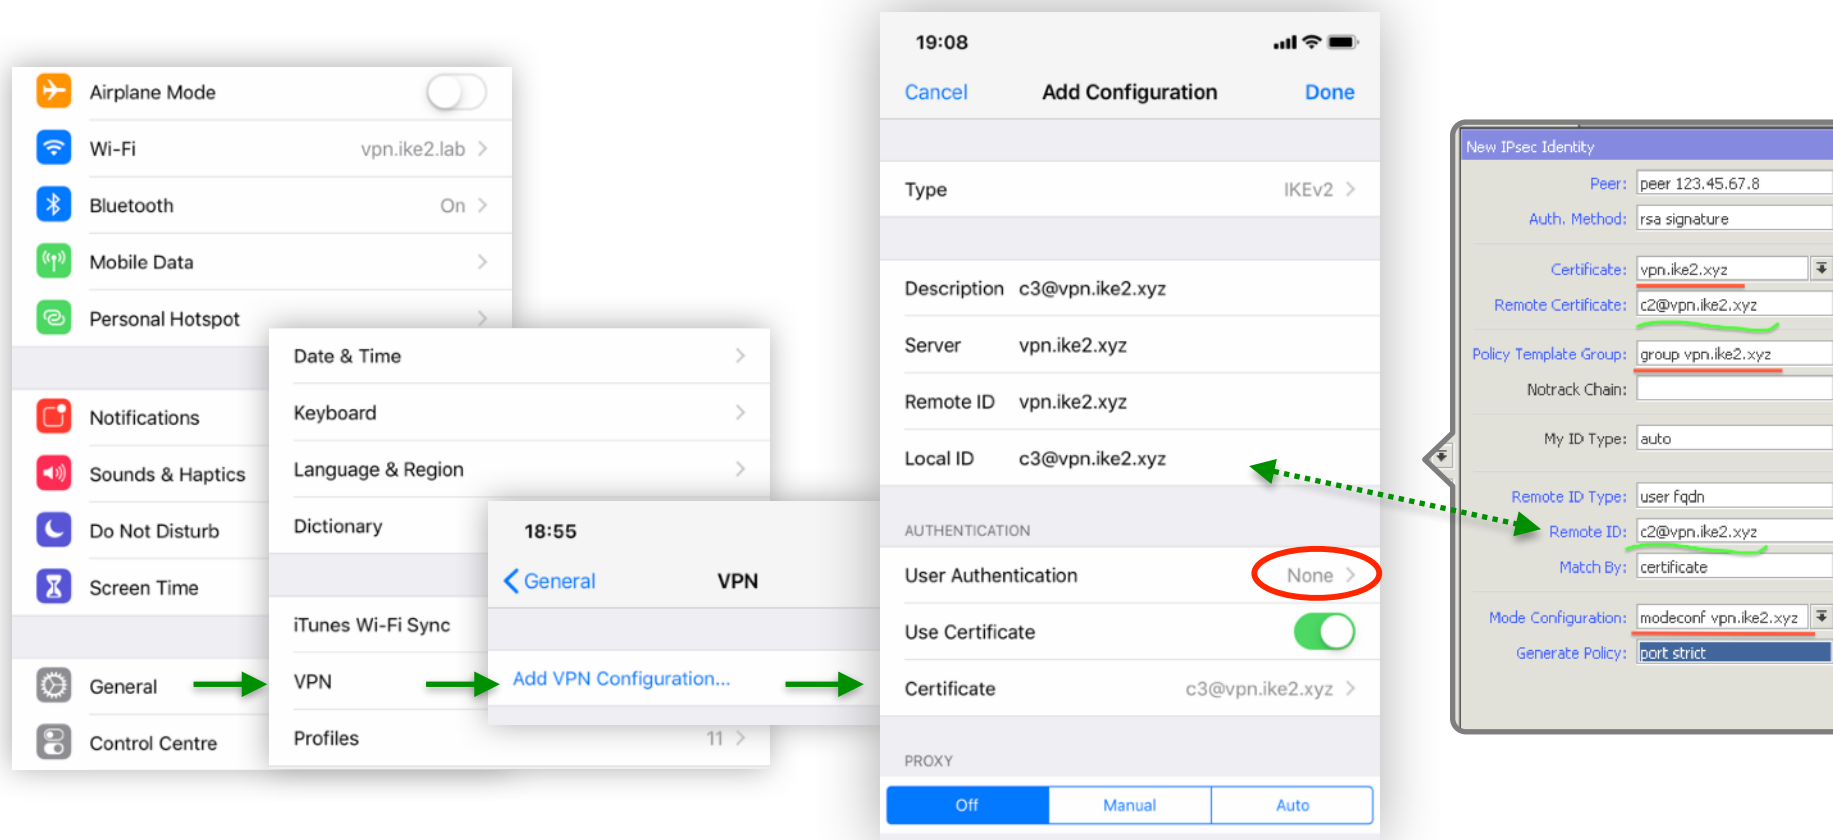 Airplane Mode
Wi-Fi vpn.ike2.lab
Bluetooth On
Mobile Data
Personal Hotspot
Notifications
Sounds & Haptics
Do Not Disturb
Screen Time
General
Control Centre
Date & Time
Keyboard
Language & Region
Dictionary
iTunes Wi-Fi Sync
VPN
Profiles 11
18:55
General VPN
Add VPN Configuration...
19:08
Cancel Add Configuration Done
Type IKEv2
Description c3@vpn.ike2.xyz
Server vpn.ike2.xyz
Remote ID vpn.ike2.xyz
Local ID c3@vpn.ike2.xyz
AUTHENTICATION
User Authentication None
Use Certificate
Certificate c3@vpn.ike2.xyz
PROXY
Off Manual Auto
New IPsec Identity
Peer: peer 123.45.67.8
Auth. Method: rsa signature
Certificate: vpn.ike2.xyz
Remote Certificate: c2@vpn.ike2.xyz
Policy Template Group: group vpn.ike2.xyz
Notrack Chain:
My ID Type: auto
Remote ID Type: user fqdn
Remote ID: c2@vpn.ike2.xyz
Match By: certificate
Mode Configuration: modeconf vpn.ike2.xyz
Generate Policy: port strict